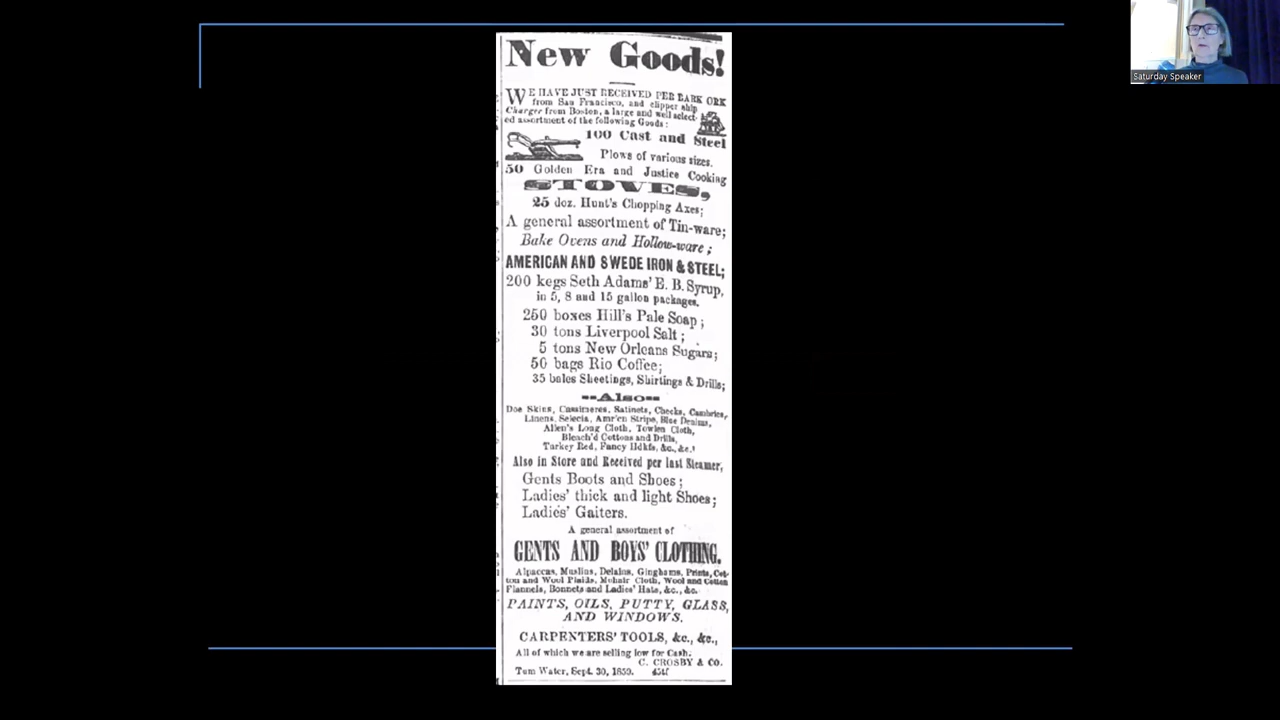 New Goods!
WE HAVE JUST RECEIVED PER BARK ORK
from San Francisco, and clipper ship
Charger from Boston, a large and well select-
ed assortment of the following Goods:
100 Cast and Steel
Plows of various sizes.
50 Golden Era and Justice Cooking
STOVES,
25 doz. Hunt's Chopping Axes;
A general assortment of Tin-ware;
Bake Ovens and Hollow-ware;
AMERICAN AND SWEDE IRON & STEEL;
200 kegs Seth Adams' E. B. Syrup,
in 5, 8 and 15 gallon packages.
250 boxes Hill's Pale Soap;
30 tons Liverpool Salt;
5 tons New Orleans Sugars;
50 bags Rio Coffee;
35 bales Sheetings, Shirtings & Drills;
--Also--
Doe Skins, Cassimeres, Satinets, Checks, Cambrics,
Linens, Selecia, Amr'cn Stripe, Blue Denims,
Allen's Long Cloth, Towlen Cloth,
Bleach'd Cottons and Drills,
Turkey Red, Fancy Hdkfs, &c., &c.
Also in Store and Received per last Steamer,
Gents Boots and Shoes;
Ladies' thick and light Shoes;
Ladies' Gaiters.
A general assortment of
GENTS AND BOYS' CLOTHING.
Alpaccas, Muslins, Delains, Ginghams, Prints, Cot-
ton and Wool Plaids, Mohair Cloth, Wool and Cotton
Flannels, Bonnets and Ladies' Hats, &c., &c.
PAINTS, OILS, PUTTY, GLASS,
AND WINDOWS.
CARPENTERS' TOOLS, &c., &c.,
All of which we are selling low for Cash.
C. CROSBY & CO.
Tum Water, Sept. 30, 1859. 45tf
Saturday Speaker